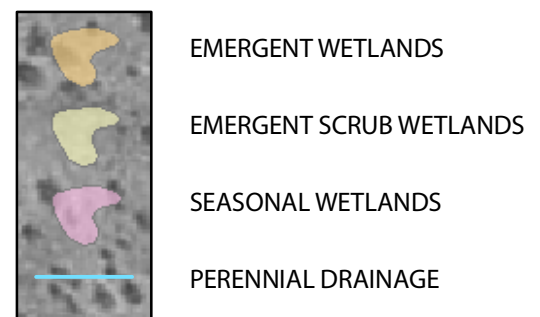 EMERGENT WETLANDS
EMERGENT SCRUB WETLANDS
SEASONAL WETLANDS
PERENNIAL DRAINAGE